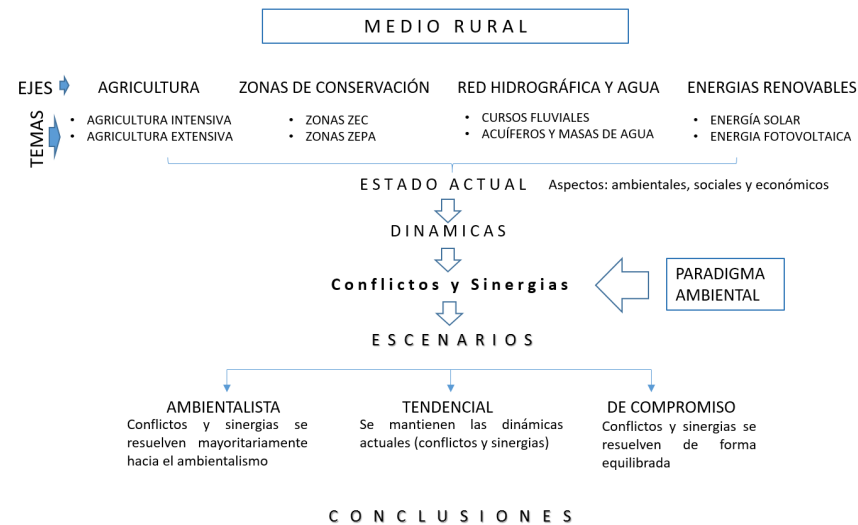 MEDIO RURAL
EJES
AGRICULTURA
ZONAS DE CONSERVACIÓN
RED HIDROGRÁFICA Y AGUA
ENERGIAS RENOVABLES
TEMAS
• AGRICULTURA INTENSIVA
• AGRICULTURA EXTENSIVA
• ZONAS ZEC
• ZONAS ZEPA
• CURSOS FLUVIALES
• ACUÍFEROS Y MASAS DE AGUA
• ENERGÍA SOLAR
• ENERGIA FOTOVOLTAICA
ESTADO ACTUAL
Aspectos: ambientales, sociales y económicos
DINAMICAS
Conflictos y Sinergias
PARADIGMA
AMBIENTAL
ESCENARIOS
AMBIENTALISTA
Conflictos y sinergias se
resuelven mayoritariamente
hacia el ambientalismo
TENDENCIAL
Se mantienen las dinámicas
actuales (conflictos y sinergias)
DE COMPROMISO
Conflictos y sinergias se
resuelven de forma
equilibrada
CONCLUSIONES